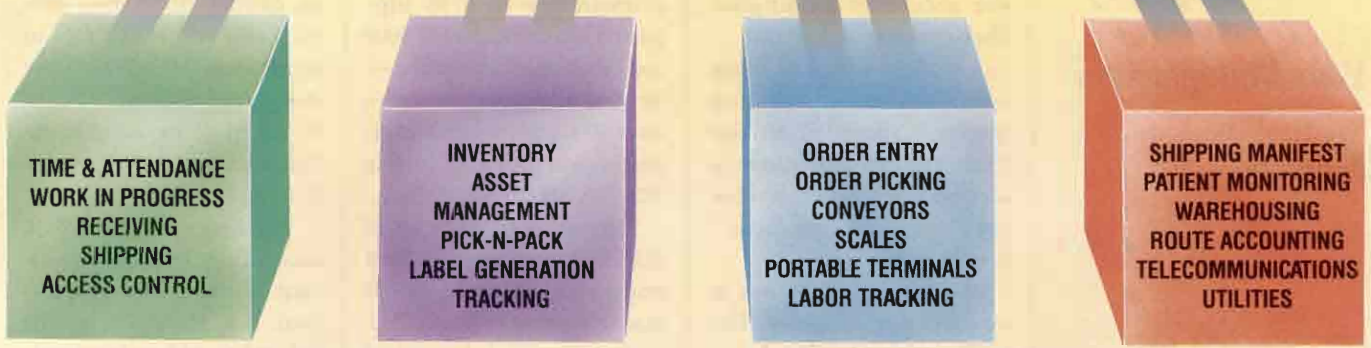 TIME & ATTENDANCE
WORK IN PROGRESS
RECEIVING
SHIPPING
ACCESS CONTROL
INVENTORY
ASSET
MANAGEMENT
PICK-N-PACK
LABEL GENERATION
TRACKING
ORDER ENTRY
ORDER PICKING
CONVEYORS
SCALES
PORTABLE TERMINALS
LABOR TRACKING
SHIPPING MANIFEST
PATIENT MONITORING
WAREHOUSING
ROUTE ACCOUNTING
TELECOMMUNICATIONS
UTILITIES